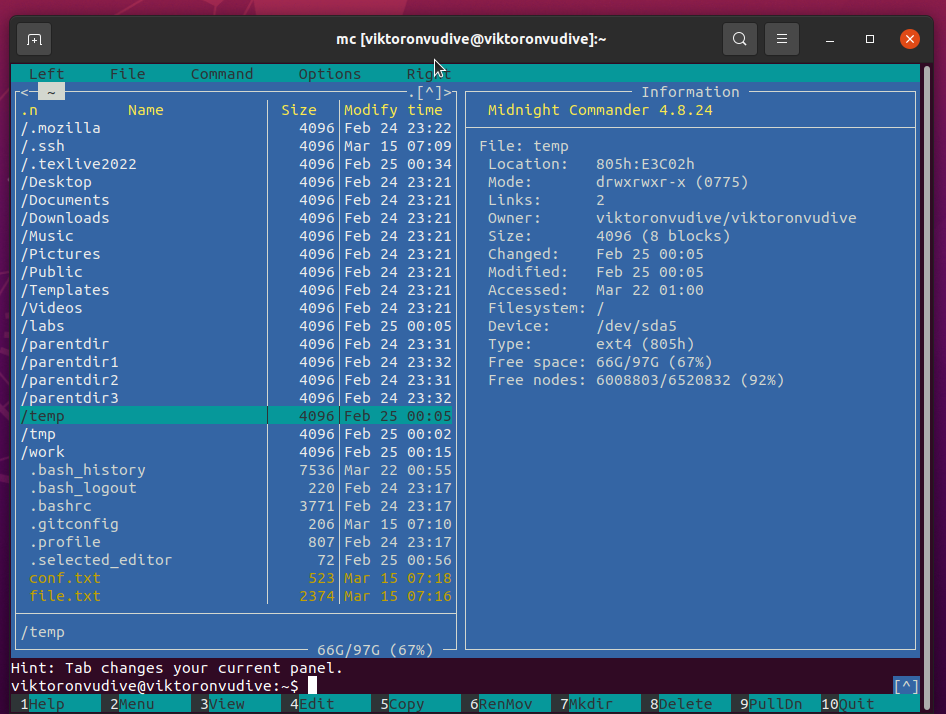 mc [viktoronvudive@viktoronvudive]:~
Left File Command Options Right
<- ~ .[^]>
.n Name Size Modify time
/.mozilla 4096 Feb 24 23:22
/.ssh 4096 Mar 15 07:09
/.texlive2022 4096 Feb 25 00:34
/Desktop 4096 Feb 24 23:21
/Documents 4096 Feb 24 23:21
/Downloads 4096 Feb 24 23:21
/Music 4096 Feb 24 23:21
/Pictures 4096 Feb 24 23:21
/Public 4096 Feb 24 23:21
/Templates 4096 Feb 24 23:21
/Videos 4096 Feb 24 23:21
/labs 4096 Feb 25 00:05
/parentdir 4096 Feb 24 23:31
/parentdir1 4096 Feb 24 23:32
/parentdir2 4096 Feb 24 23:31
/parentdir3 4096 Feb 24 23:32
/temp 4096 Feb 25 00:05
/tmp 4096 Feb 25 00:02
/work 4096 Feb 25 00:15
.bash_history 7536 Mar 22 00:55
.bash_logout 220 Feb 24 23:17
.bashrc 3771 Feb 24 23:17
.gitconfig 206 Mar 15 07:10
.profile 807 Feb 24 23:17
.selected_editor 72 Feb 25 00:56
conf.txt 523 Mar 15 07:18
file.txt 2374 Mar 15 07:16
/temp
66G/97G (67%)
Information
Midnight Commander 4.8.24
File: temp
Location: 805h:E3C02h
Mode: drwxrwxr-x (0775)
Links: 2
Owner: viktoronvudive/viktoronvudive
Size: 4096 (8 blocks)
Changed: Feb 25 00:05
Modified: Feb 25 00:05
Accessed: Mar 22 01:00
Filesystem: /
Device: /dev/sda5
Type: ext4 (805h)
Free space: 66G/97G (67%)
Free nodes: 6008803/6520832 (92%)
Hint: Tab changes your current panel.
viktoronvudive@viktoronvudive:~$ [^]
1Help 2Menu 3View 4Edit 5Copy 6RenMov 7Mkdir 8Delete 9PullDn 10Quit